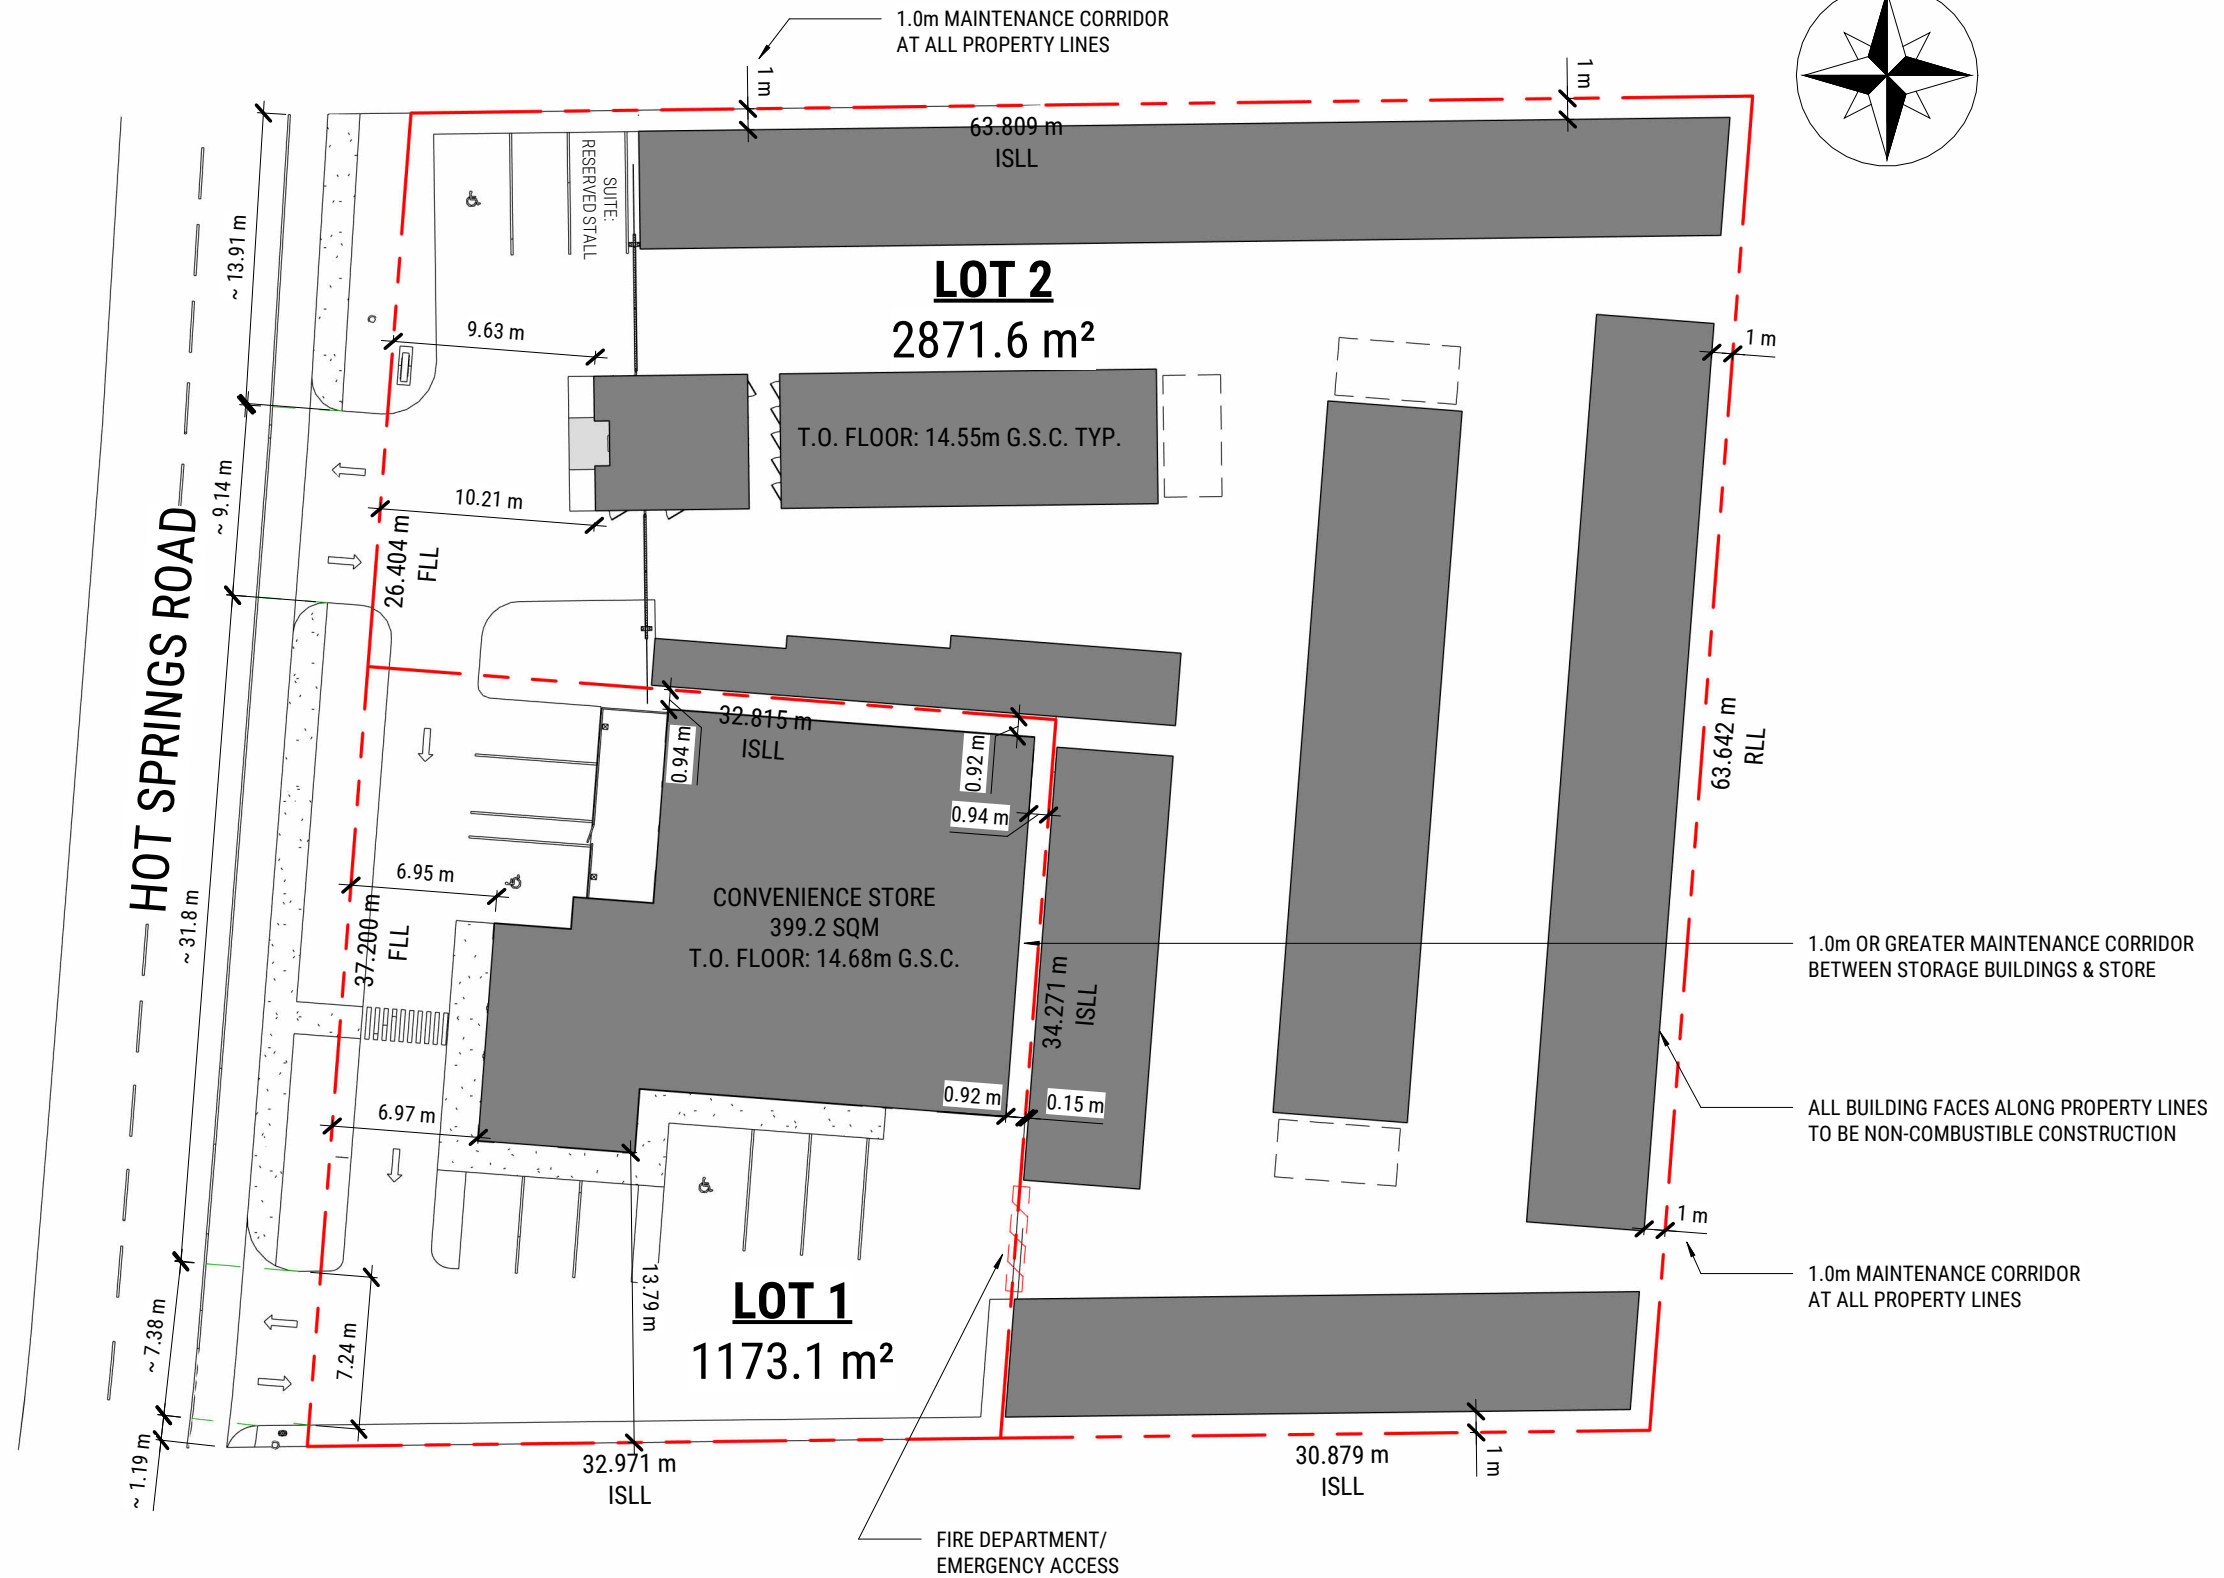 1.0m MAINTENANCE CORRIDOR
AT ALL PROPERTY LINES
1 m
1 m
63.809 m
ISLL
SUITE:
RESERVED STALL
~ 13.91 m
LOT 2
2871.6 m²
9.63 m
1 m
T.O. FLOOR: 14.55m G.S.C. TYP.
~ 9.14 m
10.21 m
26.404 m
FLL
HOT SPRINGS ROAD
32.815 m
ISLL
0.94 m
0.92 m
0.94 m
63.642 m
RLL
6.95 m
CONVENIENCE STORE
399.2 SQM
T.O. FLOOR: 14.68m G.S.C.
~ 31.8 m
37.200 m
FLL
34.271 m
ISLL
1.0m OR GREATER MAINTENANCE CORRIDOR
BETWEEN STORAGE BUILDINGS & STORE
0.92 m
0.15 m
6.97 m
ALL BUILDING FACES ALONG PROPERTY LINES
TO BE NON-COMBUSTIBLE CONSTRUCTION
1 m
1.0m MAINTENANCE CORRIDOR
AT ALL PROPERTY LINES
13.79 m
LOT 1
1173.1 m²
~ 7.38 m
7.24 m
~ 1.19 m
32.971 m
ISLL
30.879 m
ISLL
1 m
FIRE DEPARTMENT/
EMERGENCY ACCESS